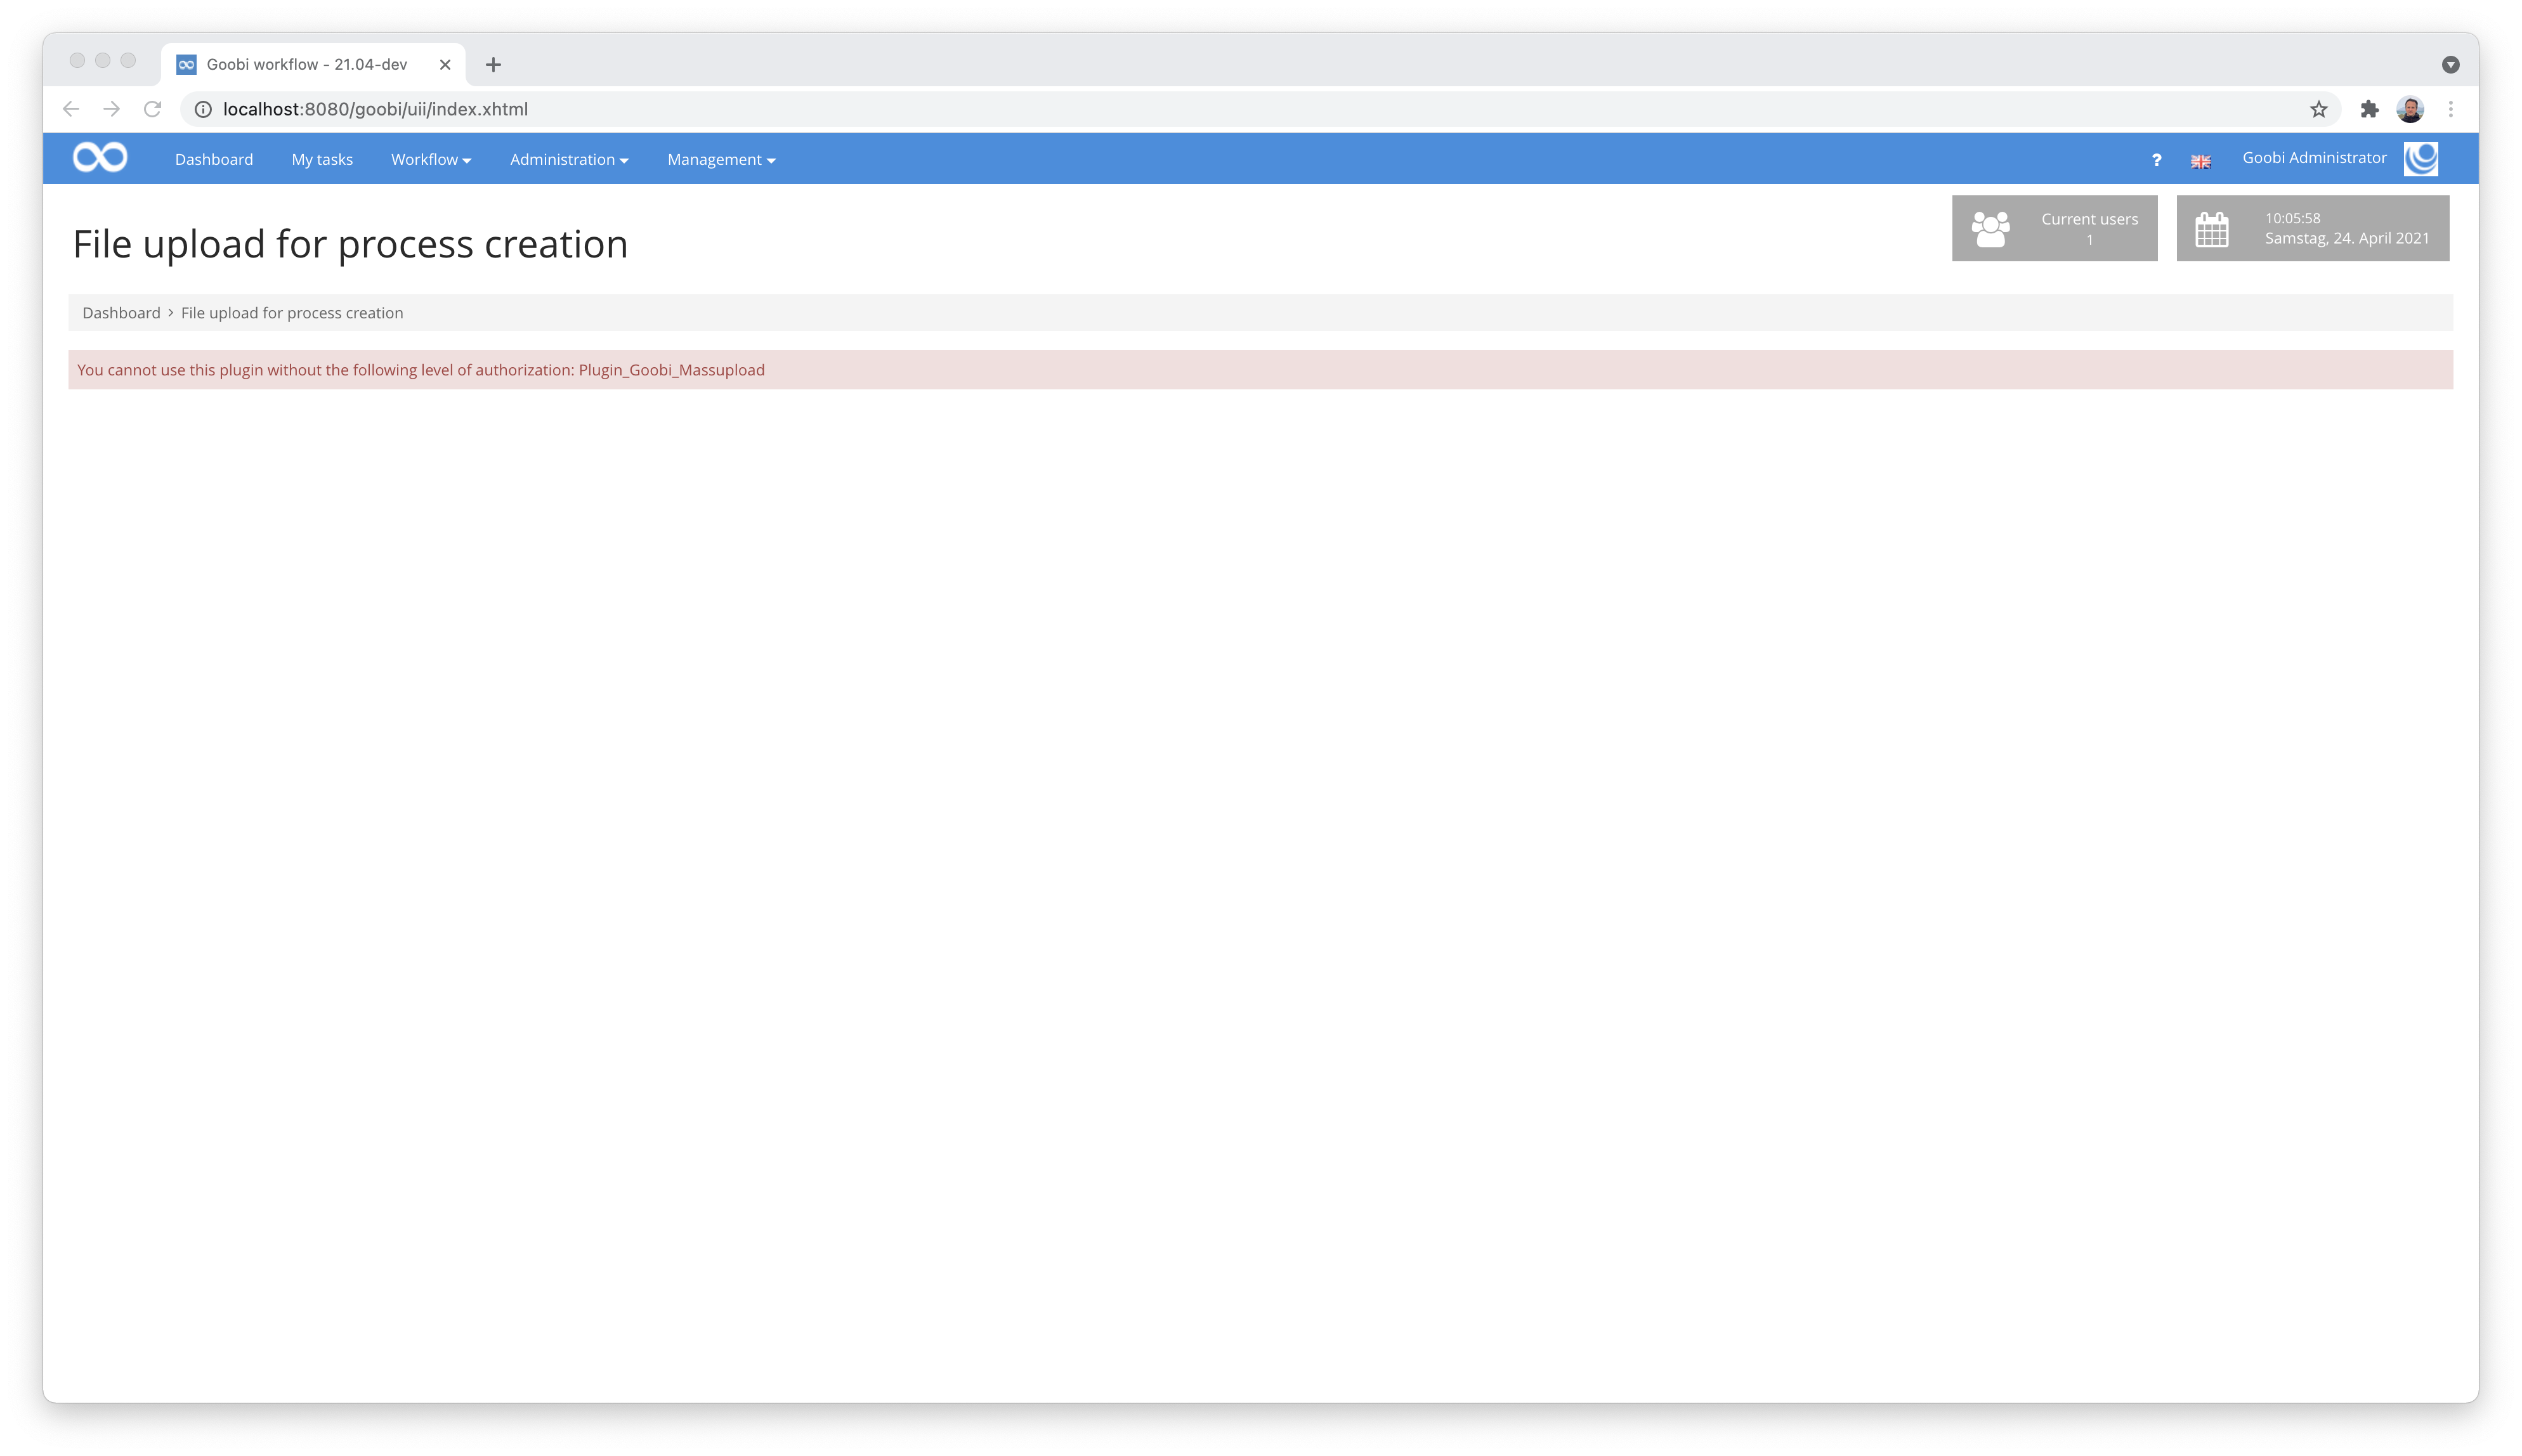 Goobi workflow - 21.04-dev
localhost:8080/goobi/uii/index.xhtml
Dashboard My tasks Workflow Administration Management ? Goobi Administrator
File upload for process creation
Current users
1
10:05:58
Samstag, 24. April 2021
Dashboard › File upload for process creation
You cannot use this plugin without the following level of authorization: Plugin_Goobi_Massupload